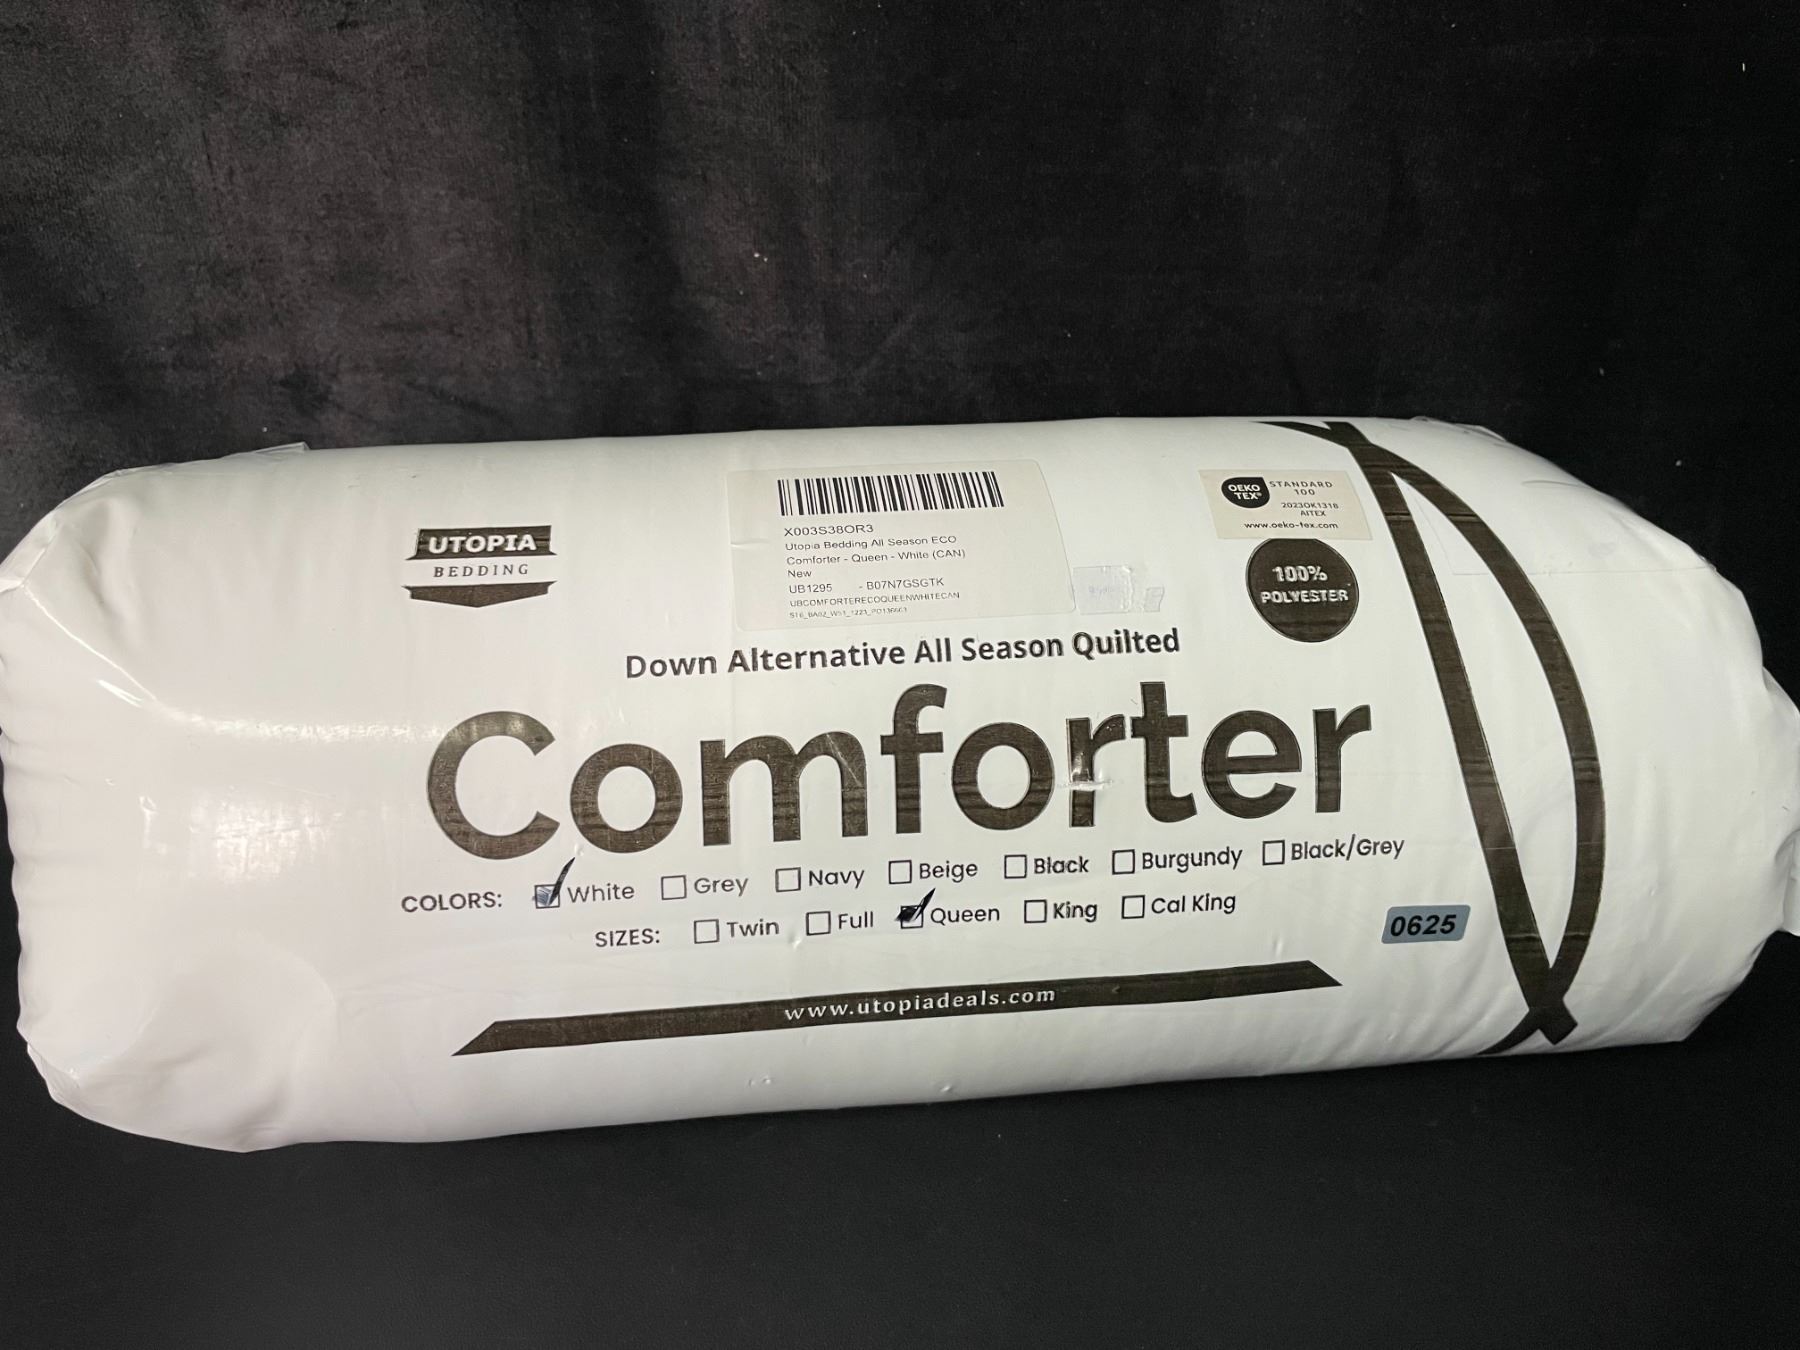 UTOPIA
BEDDING
X003S38OR3
Utopia Bedding All Season ECO
Comforter - Queen - White (CAN)
New
UB1295 - B07N7GSGTK
UBCOMFORTERECOQUEENWHITECAN
OEKO
TEX®
STANDARD
100
2023OK1318
AITEX
www.oeko-tex.com
100%
POLYESTER
Down Alternative All Season Quilted
Comforter
COLORS: White Grey Navy Beige Black Burgundy Black/Grey
SIZES: Twin Full Queen King Cal King
0625
www.utopiadeals.com